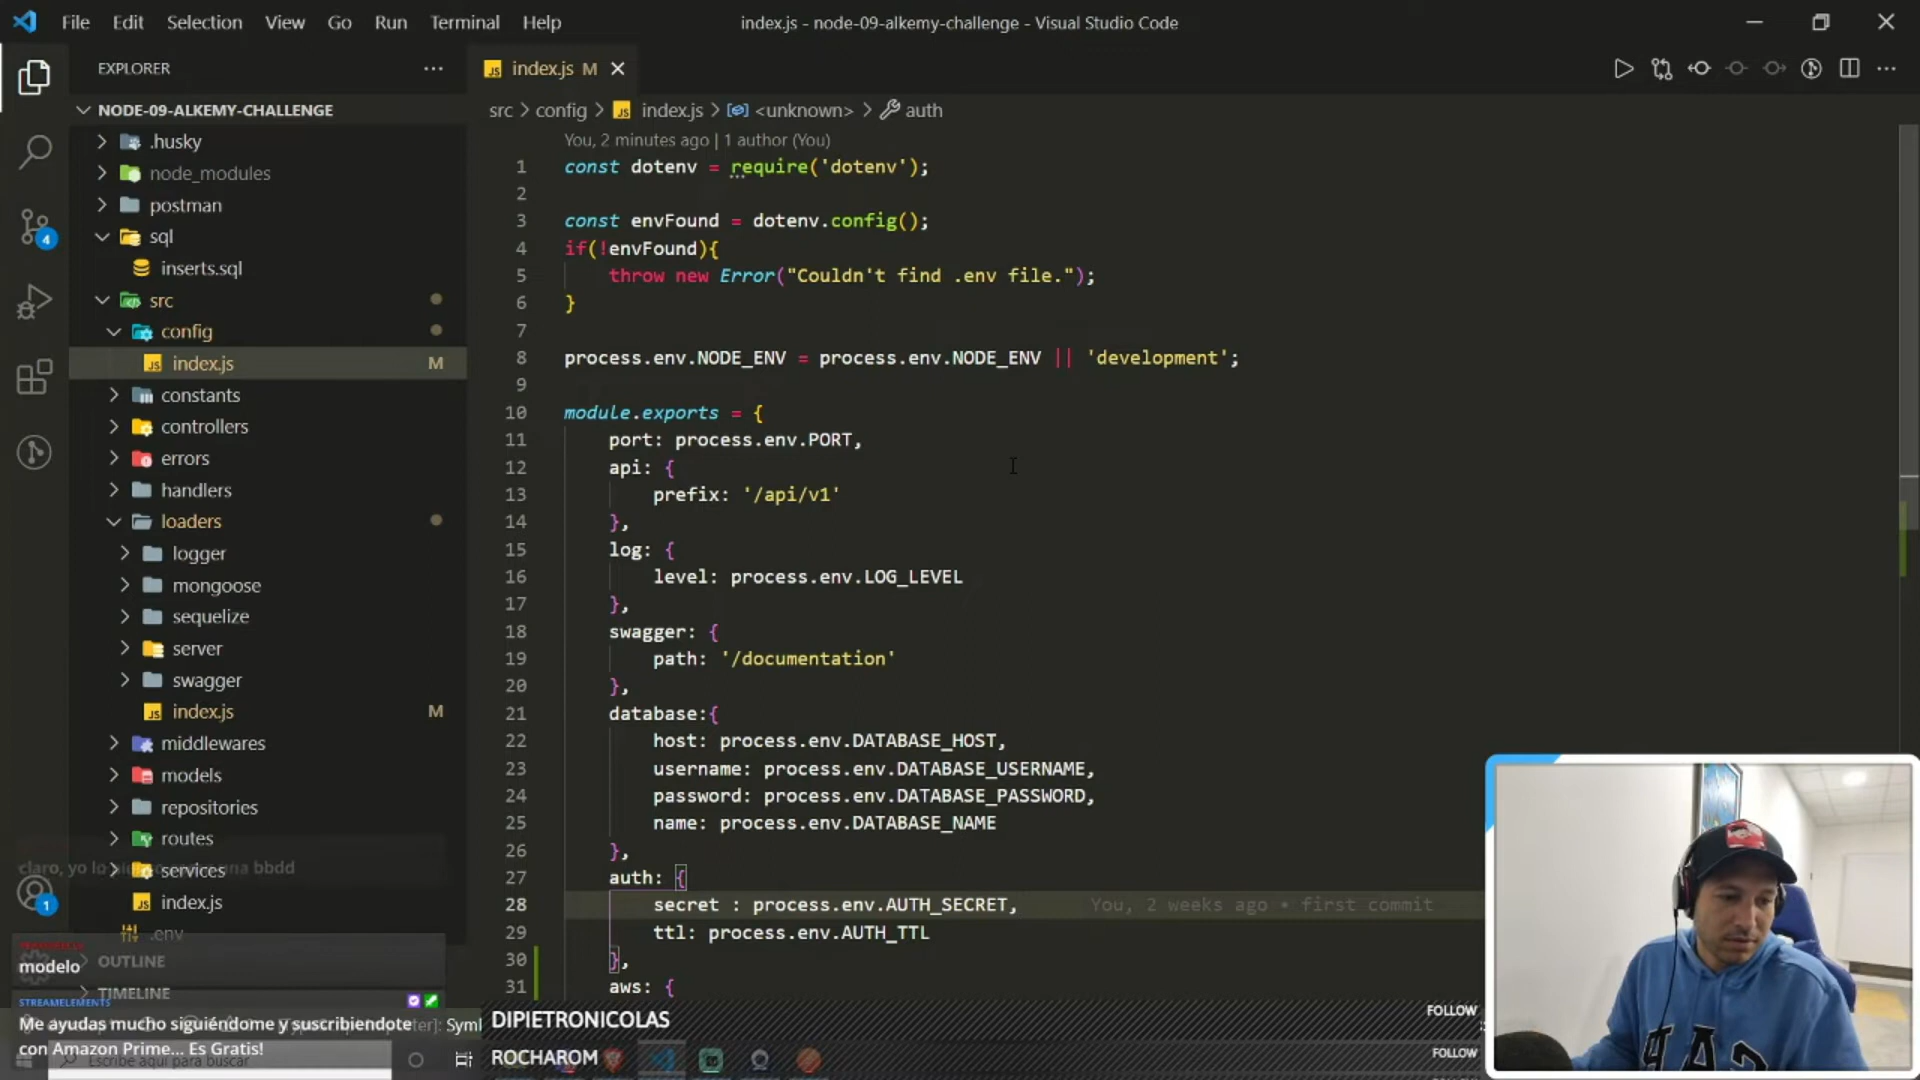 File Edit Selection View Go Run Terminal Help
index.js - node-09-alkemy-challenge - Visual Studio Code
EXPLORER
index.js M
NODE-09-ALKEMY-CHALLENGE
src > config > index.js > <unknown> > auth
.husky
node_modules
postman
sql
inserts.sql
src
config
index.js M
constants
controllers
errors
handlers
loaders
logger
mongoose
sequelize
server
swagger
index.js M
middlewares
models
repositories
routes
services
index.js
.env
OUTLINE
TIMELINE
4
1
You, 2 minutes ago | 1 author (You)
1 const dotenv = require('dotenv');
2
3 const envFound = dotenv.config();
4 if(!envFound){
5 throw new Error("Couldn't find .env file.");
6 }
7
8 process.env.NODE_ENV = process.env.NODE_ENV || 'development';
9
10 module.exports = {
11 port: process.env.PORT,
12 api: {
13 prefix: '/api/v1'
14 },
15 log: {
16 level: process.env.LOG_LEVEL
17 },
18 swagger: {
19 path: '/documentation'
20 },
21 database:{
22 host: process.env.DATABASE_HOST,
23 username: process.env.DATABASE_USERNAME,
24 password: process.env.DATABASE_PASSWORD,
25 name: process.env.DATABASE_NAME
26 },
27 auth: {
28 secret : process.env.AUTH_SECRET, You, 2 weeks ago • first commit
29 ttl: process.env.AUTH_TTL
30 },
31 aws: {
claro, yo lo bbdd
modelo
STREAMELEMENTS
Me ayudas mucho siguiéndome y suscribiendote
con Amazon Prime... Es Gratis!
Escribe aquí para buscar
DIPIETRONICOLAS FOLLOW
ROCHAROM FOLLOW
GAP